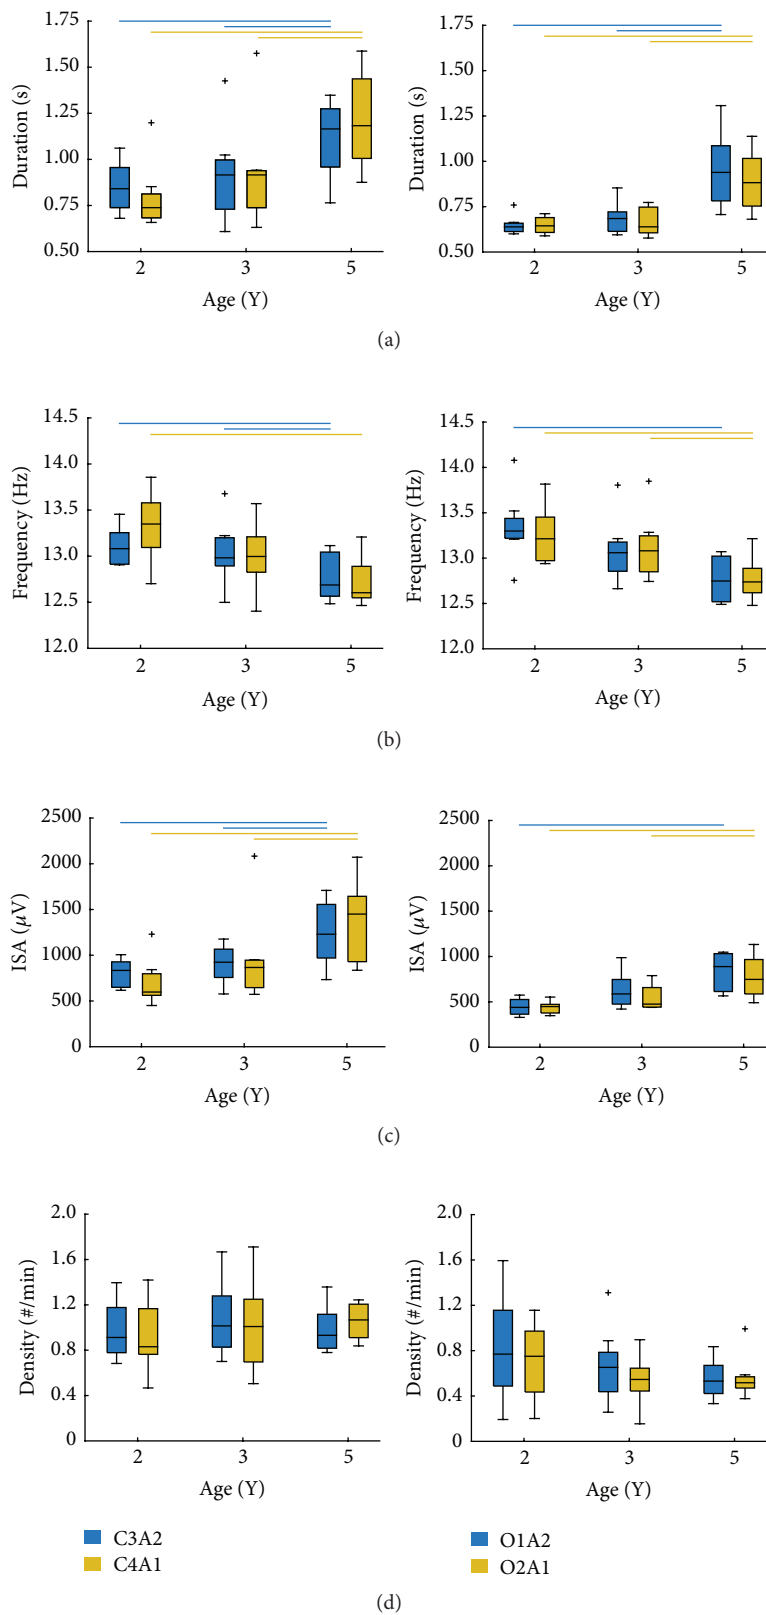 1.75
1.50
1.25
1.00
0.75
0.50
Duration (s)
2 3 5
Age (Y)
1.75
1.50
1.25
1.00
0.75
0.50
Duration (s)
2 3 5
Age (Y)
(a)
14.5
14.0
13.5
13.0
12.5
12.0
Frequency (Hz)
2 3 5
Age (Y)
14.5
14.0
13.5
13.0
12.5
12.0
Frequency (Hz)
2 3 5
Age (Y)
(b)
2500
2000
1500
1000
500
0
ISA (μV)
2 3 5
Age (Y)
2500
2000
1500
1000
500
0
ISA (μV)
2 3 5
Age (Y)
(c)
2.0
1.6
1.2
0.8
0.4
0
Density (#/min)
2 3 5
Age (Y)
C3A2
C4A1
2.0
1.6
1.2
0.8
0.4
0
Density (#/min)
2 3 5
Age (Y)
O1A2
O2A1
(d)